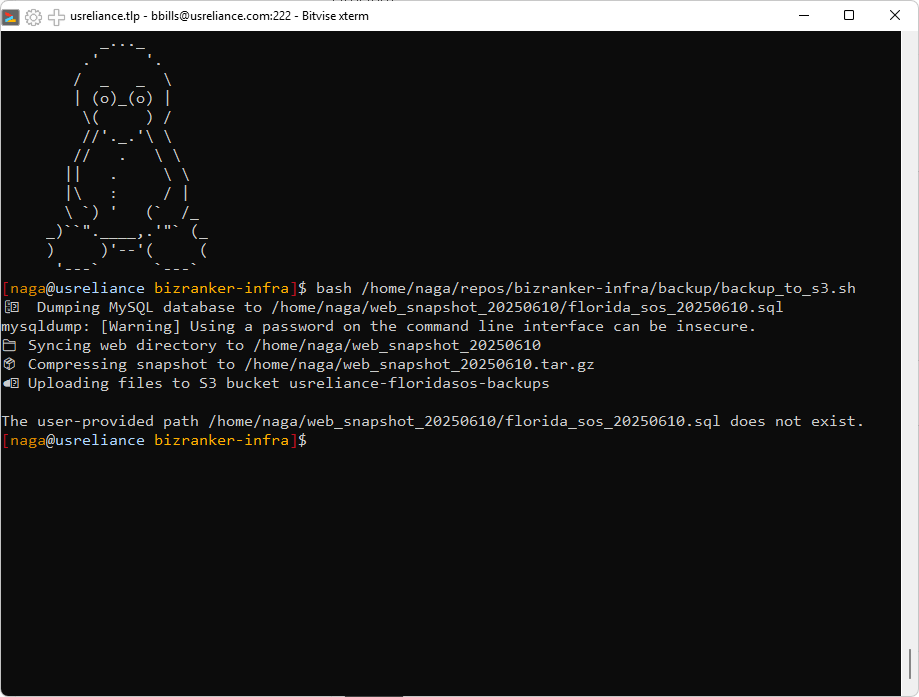 usreliance.tlp - bbills@usreliance.com:222 - Bitvise xterm
[naga@usreliance bizranker-infra]$ bash /home/naga/repos/bizranker-infra/backup/backup_to_s3.sh
Dumping MySQL database to /home/naga/web_snapshot_20250610/florida_sos_20250610.sql
mysqldump: [Warning] Using a password on the command line interface can be insecure.
Syncing web directory to /home/naga/web_snapshot_20250610
Compressing snapshot to /home/naga/web_snapshot_20250610.tar.gz
Uploading files to S3 bucket usreliance-floridasos-backups
The user-provided path /home/naga/web_snapshot_20250610/florida_sos_20250610.sql does not exist.
[naga@usreliance bizranker-infra]$